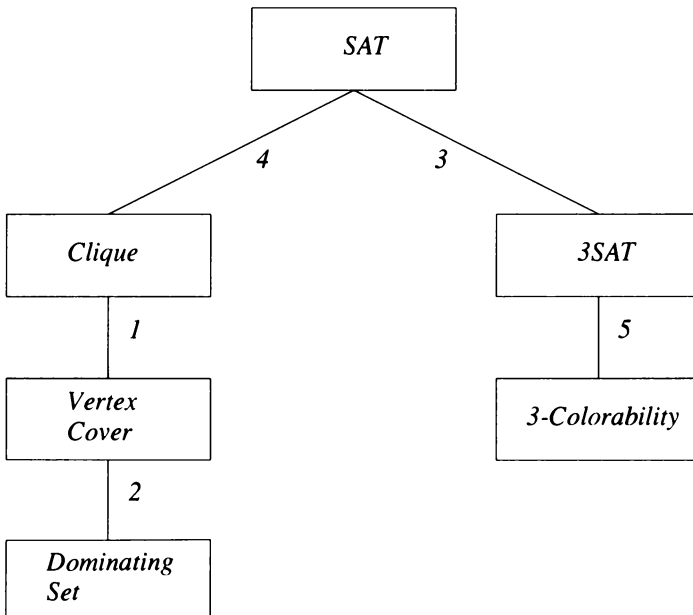 SAT
4
3
Clique
3SAT
1
5
Vertex
Cover
3-Colorability
2
Dominating
Set